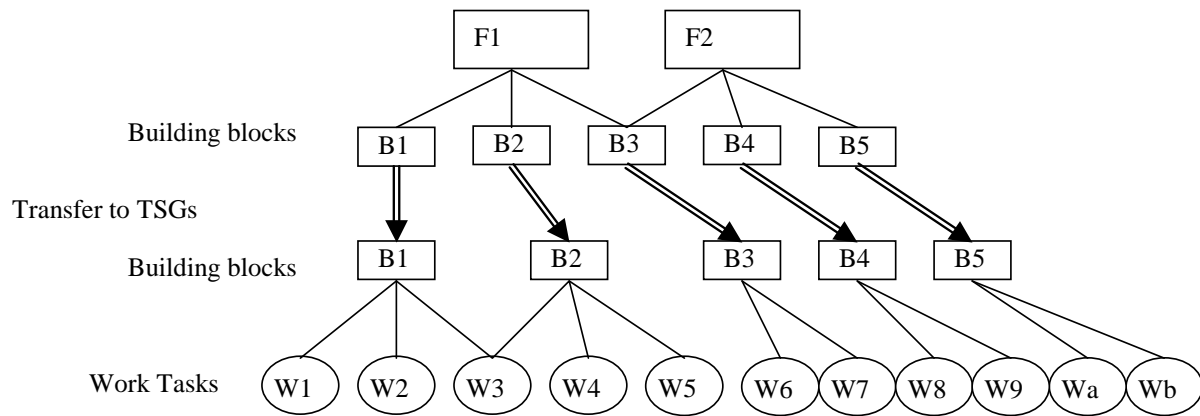 F1 F2
Building blocks B1 B2 B3 B4 B5
Transfer to TSGs
Building blocks B1 B2 B3 B4 B5
Work Tasks W1 W2 W3 W4 W5 W6 W7 W8 W9 Wa Wb